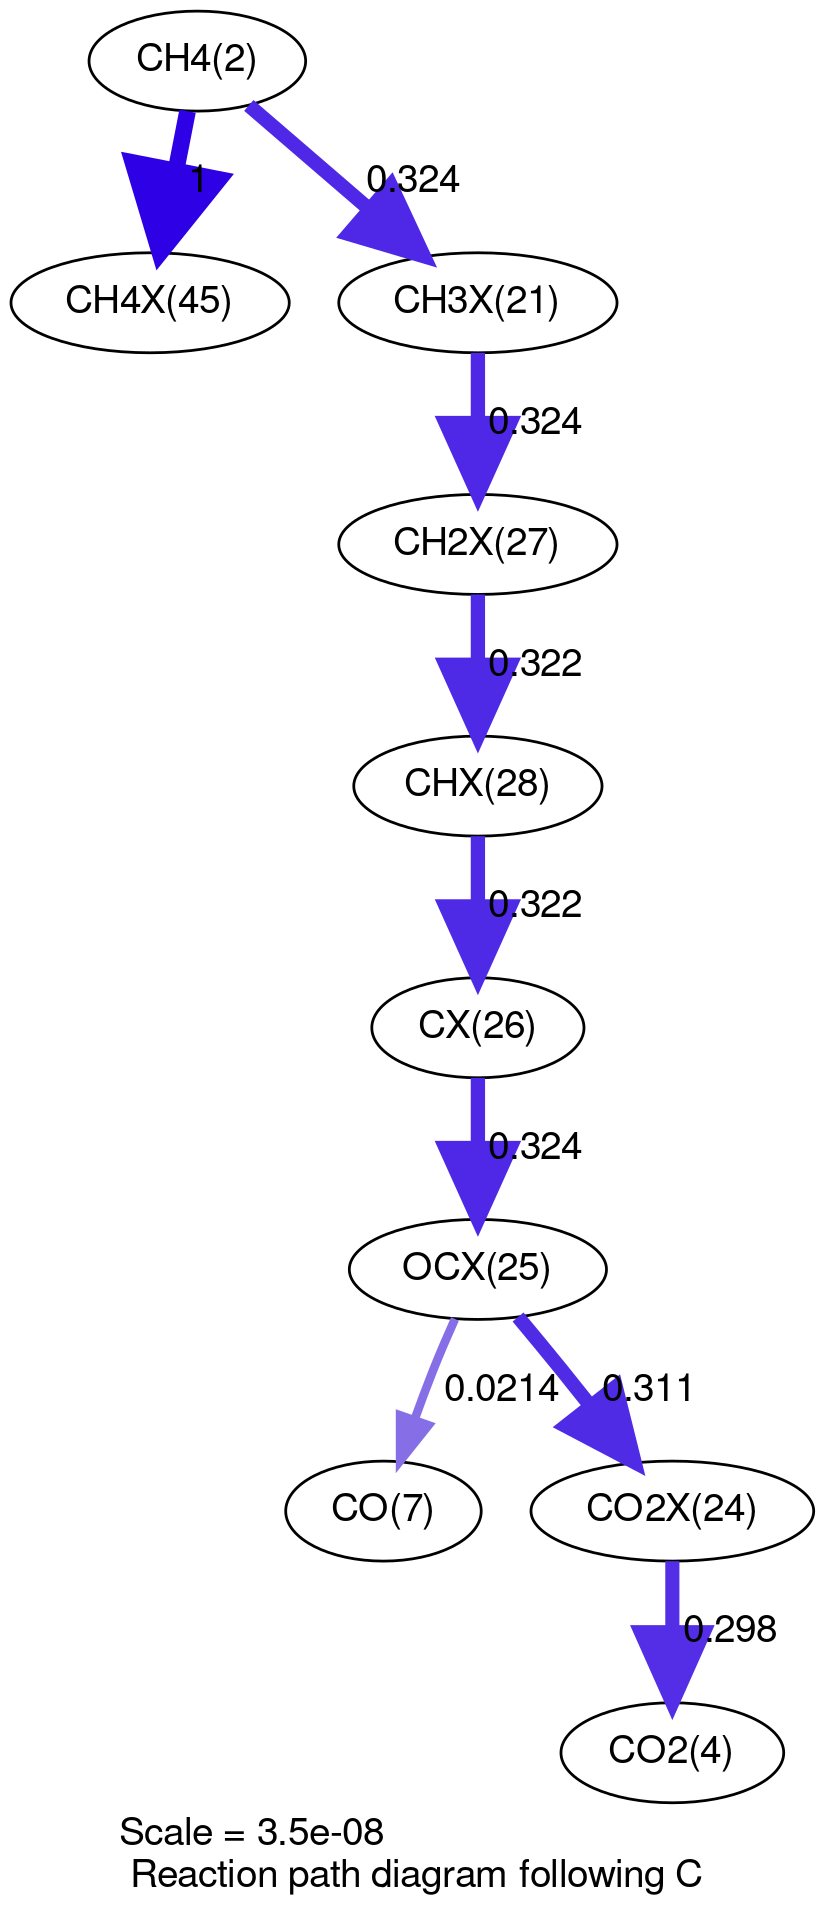 CH4(2)
1
0.324
CH4X(45)
CH3X(21)
0.324
CH2X(27)
0.322
CHX(28)
0.322
CX(26)
0.324
OCX(25)
0.0214
0.311
CO(7)
CO2X(24)
0.298
CO2(4)
Scale = 3.5e-08
Reaction path diagram following C